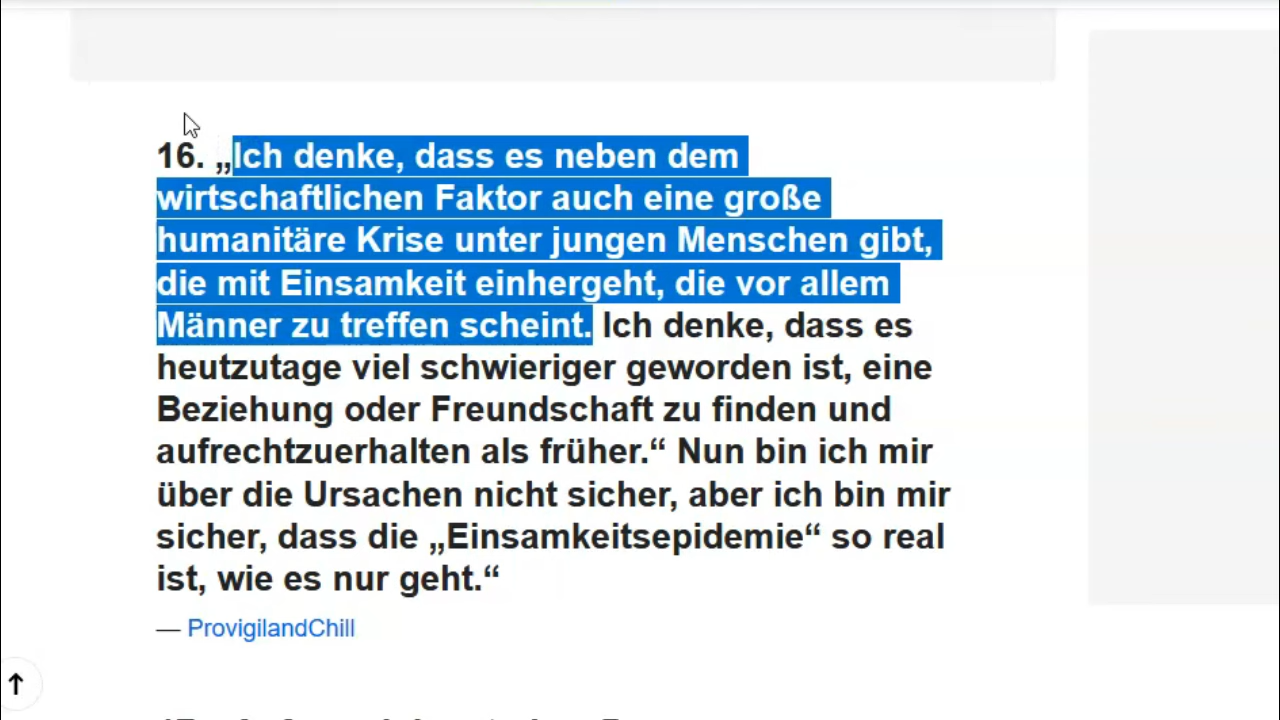 16. „Ich denke, dass es neben dem
wirtschaftlichen Faktor auch eine große
humanitäre Krise unter jungen Menschen gibt,
die mit Einsamkeit einhergeht, die vor allem
Männer zu treffen scheint. Ich denke, dass es
heutzutage viel schwieriger geworden ist, eine
Beziehung oder Freundschaft zu finden und
aufrechtzuerhalten als früher.“ Nun bin ich mir
über die Ursachen nicht sicher, aber ich bin mir
sicher, dass die „Einsamkeitsepidemie“ so real
ist, wie es nur geht.“
— ProvigilandChill